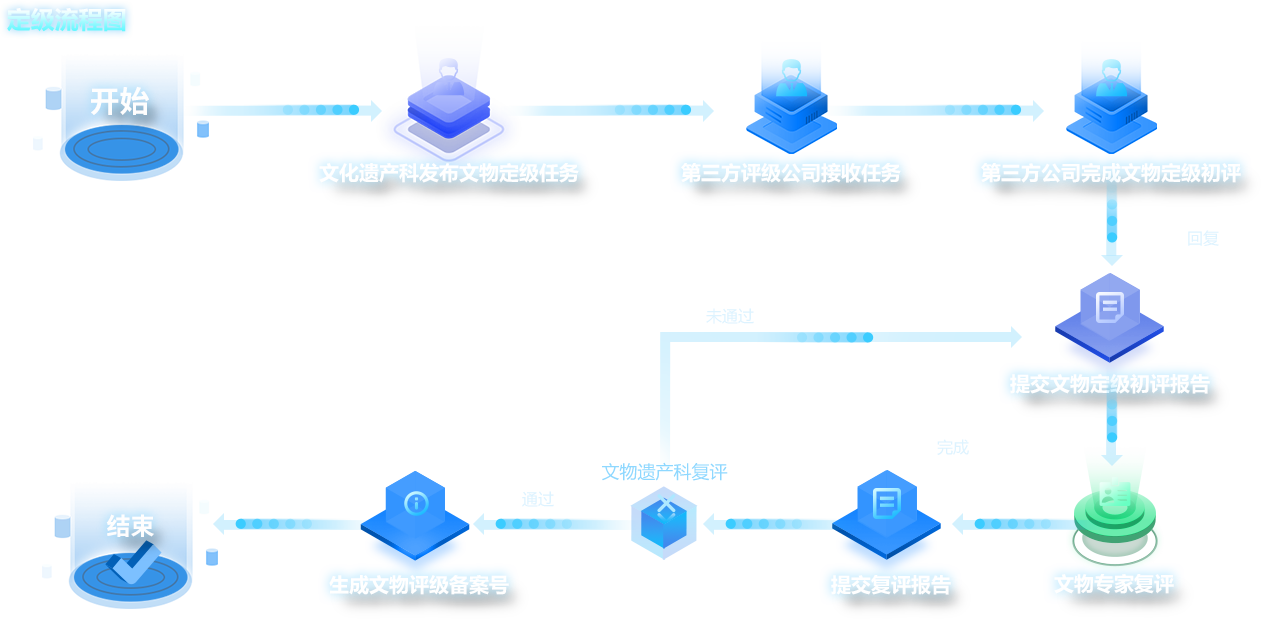 定级流程图
开始
文化遗产科发布文物定级任务
第三方评级公司接收任务
第三方公司完成文物定级初评
回复
未通过
提交文物定级初评报告
完成
文物遗产科复评
通过
结束
生成文物评级备案号
提交复评报告
文物专家复评